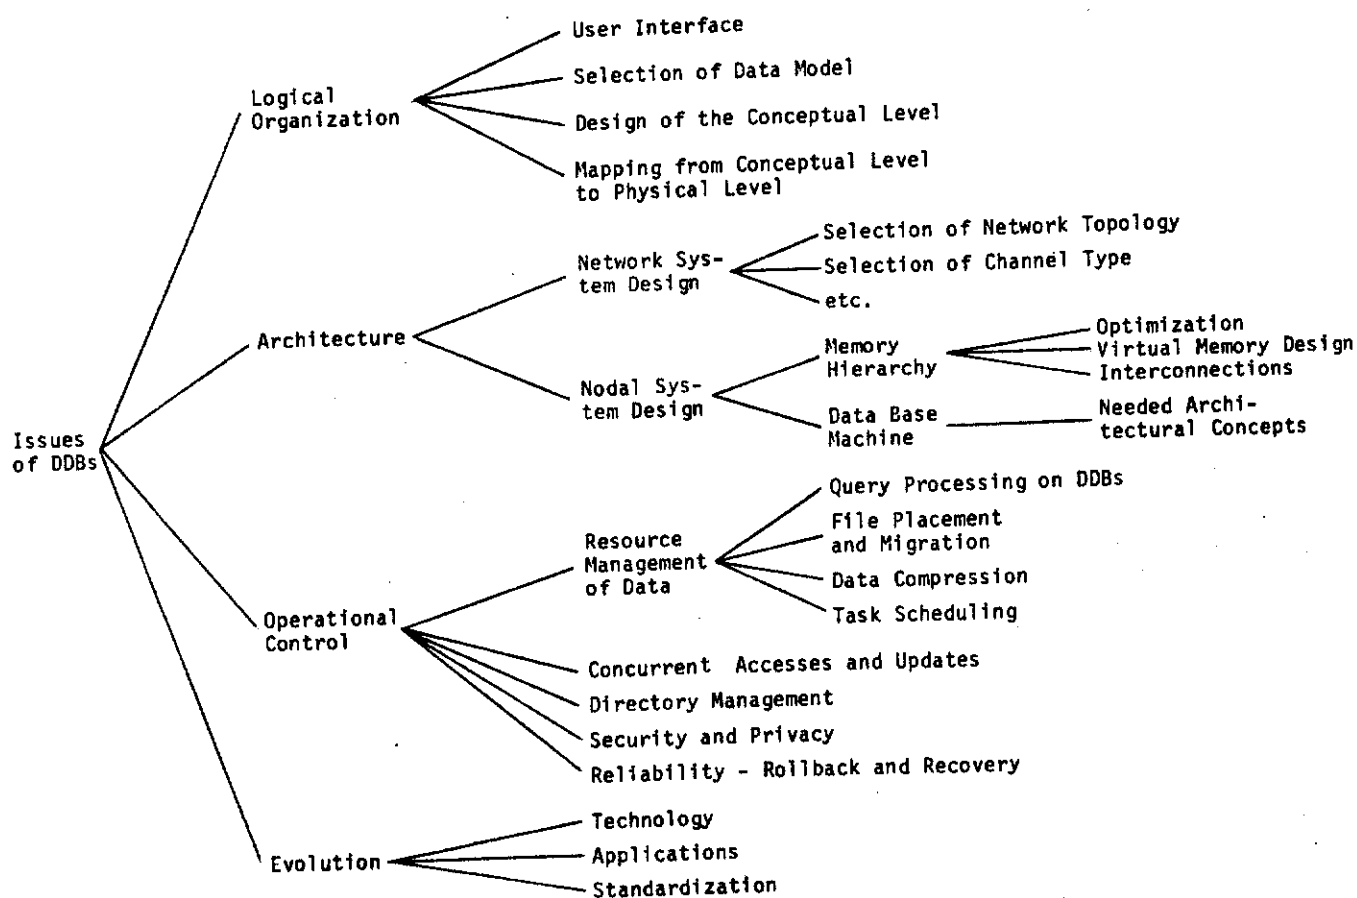 User Interface
Selection of Data Model
Logical
Organization
Design of the Conceptual Level
Mapping from Conceptual Level
to Physical Level
Selection of Network Topology
Network Sys-
tem Design
Selection of Channel Type
etc.
Architecture
Optimization
Memory
Hierarchy
Virtual Memory Design
Interconnections
Nodal Sys-
tem Design
Data Base
Machine
Needed Archi-
tectural Concepts
Issues
of DDBs
Query Processing on DDBs
File Placement
and Migration
Resource
Management
of Data
Data Compression
Task Scheduling
Operational
Control
Concurrent Accesses and Updates
Directory Management
Security and Privacy
Reliability - Rollback and Recovery
Technology
Evolution
Applications
Standardization